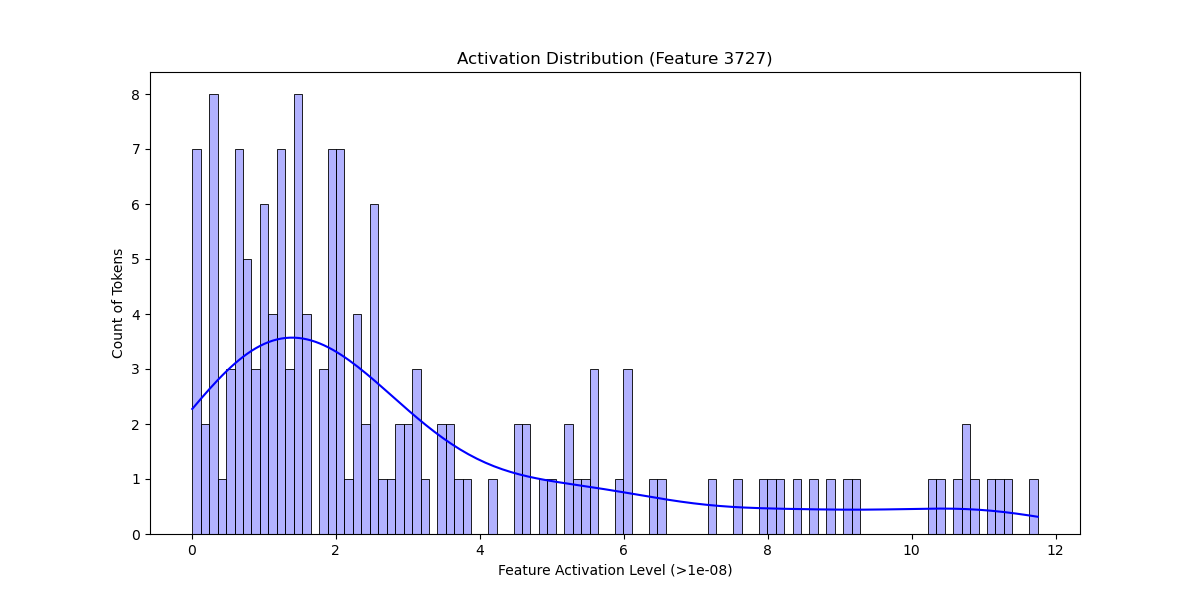 Activation Distribution (Feature 3727)
8
7
6
5
4
3
2
1
0
Count of Tokens
0 2 4 6 8 10 12
Feature Activation Level (>1e-08)